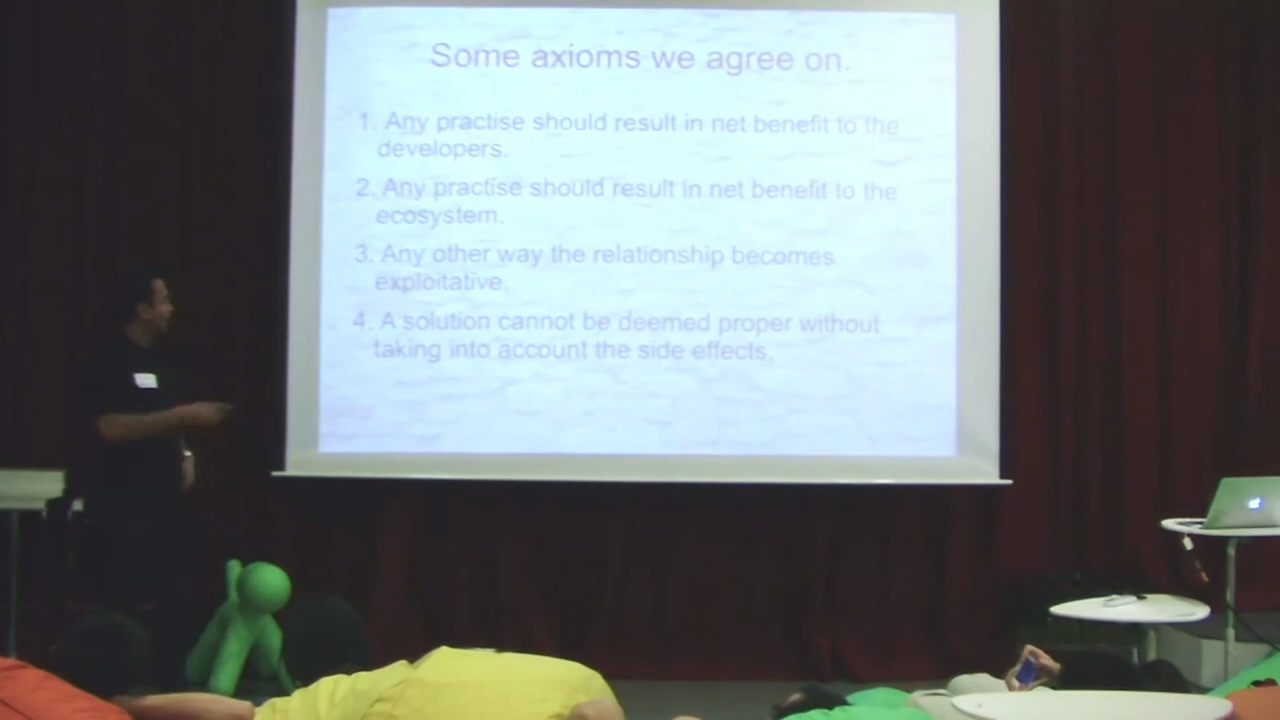 Some axioms we agree on.
1. Any practise should result in net benefit to the
developers.
2. Any practise should result in net benefit to the
ecosystem.
3. Any other way the relationship becomes
exploitative.
4. A solution cannot be deemed proper without
taking into account the side effects.